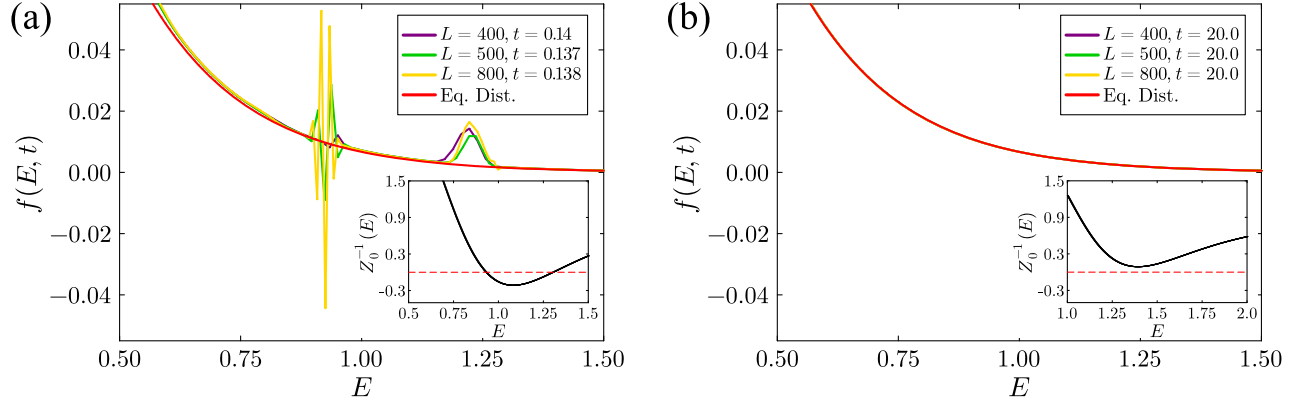 (a)
f(E, t)
0.04
0.02
0.00
−0.02
−0.04
L = 400, t = 0.14
L = 500, t = 0.137
L = 800, t = 0.138
Eq. Dist.
Z₀⁻¹(E)
1.5
0.9
0.3
-0.3
0.5 0.75 1.0 1.25 1.5
E
0.50 0.75 1.00 1.25 1.50
E
(b)
f(E, t)
0.04
0.02
0.00
−0.02
−0.04
L = 400, t = 20.0
L = 500, t = 20.0
L = 800, t = 20.0
Eq. Dist.
Z₀⁻¹(E)
1.5
0.9
0.3
-0.3
1.0 1.25 1.5 1.75 2.0
E
0.50 0.75 1.00 1.25 1.50
E